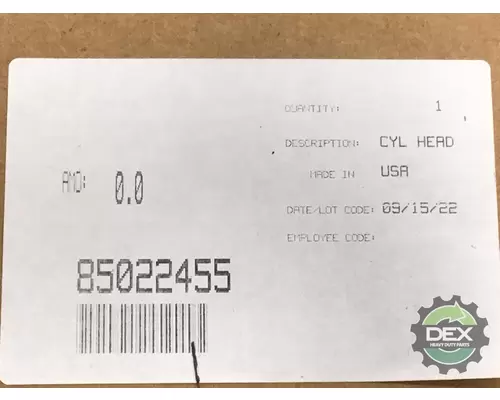 QUANTITY: 1
DESCRIPTION: CYL HEAD
AMO: 0.0
MADE IN USA
DATE/LOT CODE: 09/15/22
EMPLOYEE CODE:
85022455
DEX
HEAVY DUTY PARTS